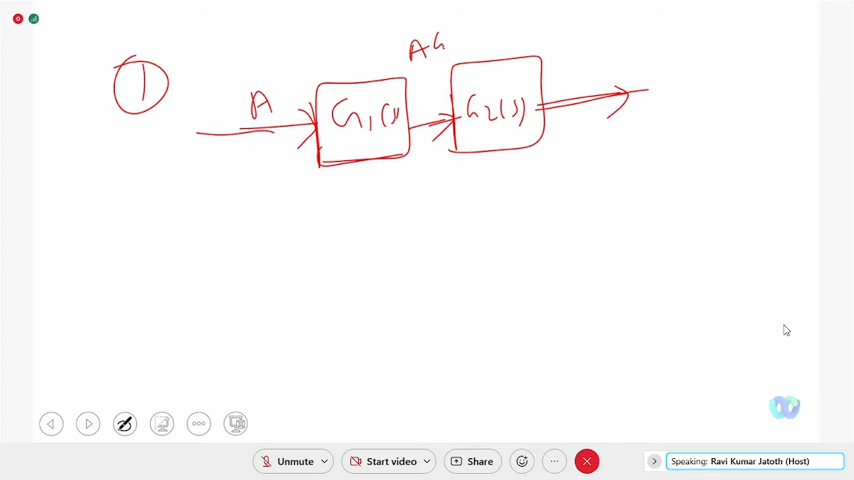 AG
①
A
G₁(s)
G₂(s)
Unmute
Start video
Share
Speaking: Ravi Kumar Jatoth (Host)